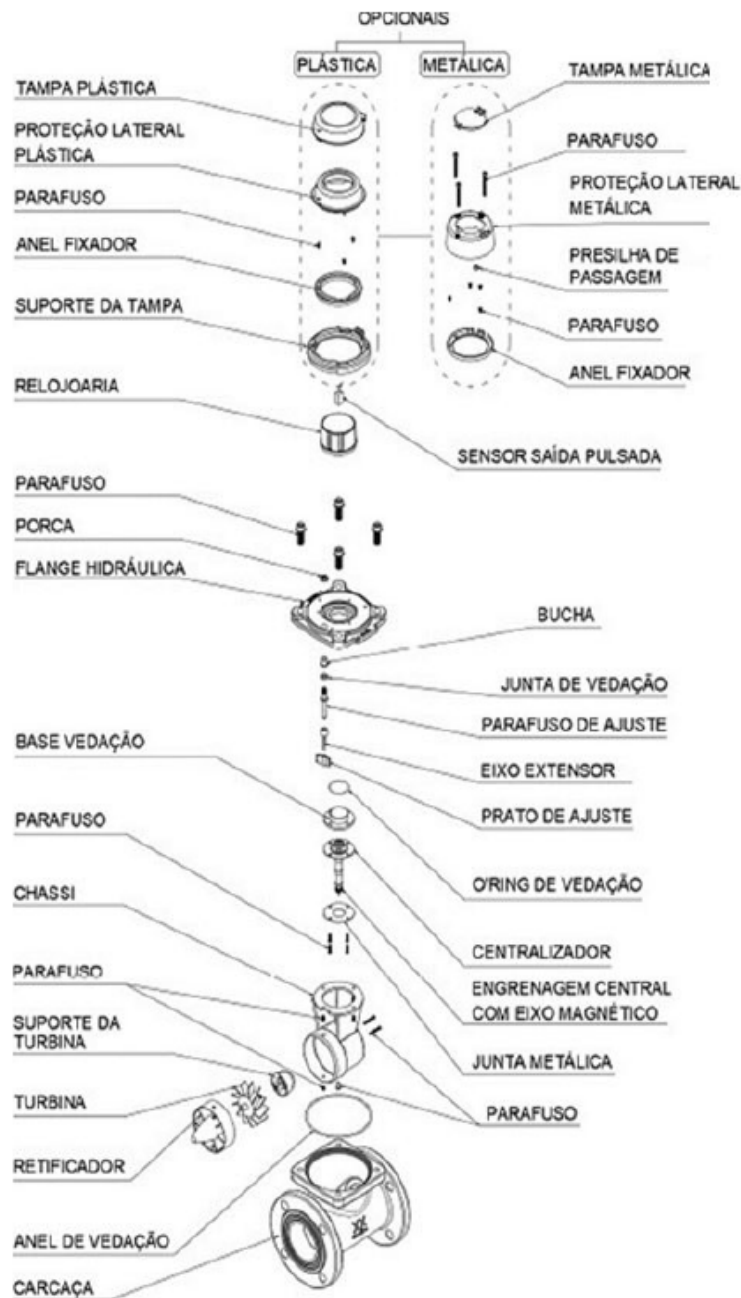 OPCIONAIS
PLÁSTICA
METÁLICA
TAMPA PLÁSTICA
PROTEÇÃO LATERAL
PLÁSTICA
PARAFUSO
ANEL FIXADOR
SUPORTE DA TAMPA
RELOJOARIA
TAMPA METÁLICA
PARAFUSO
PROTEÇÃO LATERAL
METÁLICA
PRESILHA DE
PASSAGEM
PARAFUSO
ANEL FIXADOR
SENSOR SAÍDA PULSADA
PARAFUSO
PORCA
FLANGE HIDRÁULICA
BUCHA
JUNTA DE VEDAÇÃO
PARAFUSO DE AJUSTE
EIXO EXTENSOR
PRATO DE AJUSTE
BASE VEDAÇÃO
PARAFUSO
CHASSI
PARAFUSO
SUPORTE DA
TURBINA
TURBINA
RETIFICADOR
ANEL DE VEDAÇÃO
CARCAÇA
O'RING DE VEDAÇÃO
CENTRALIZADOR
ENGRENAGEM CENTRAL
COM EIXO MAGNÉTICO
JUNTA METÁLICA
PARAFUSO